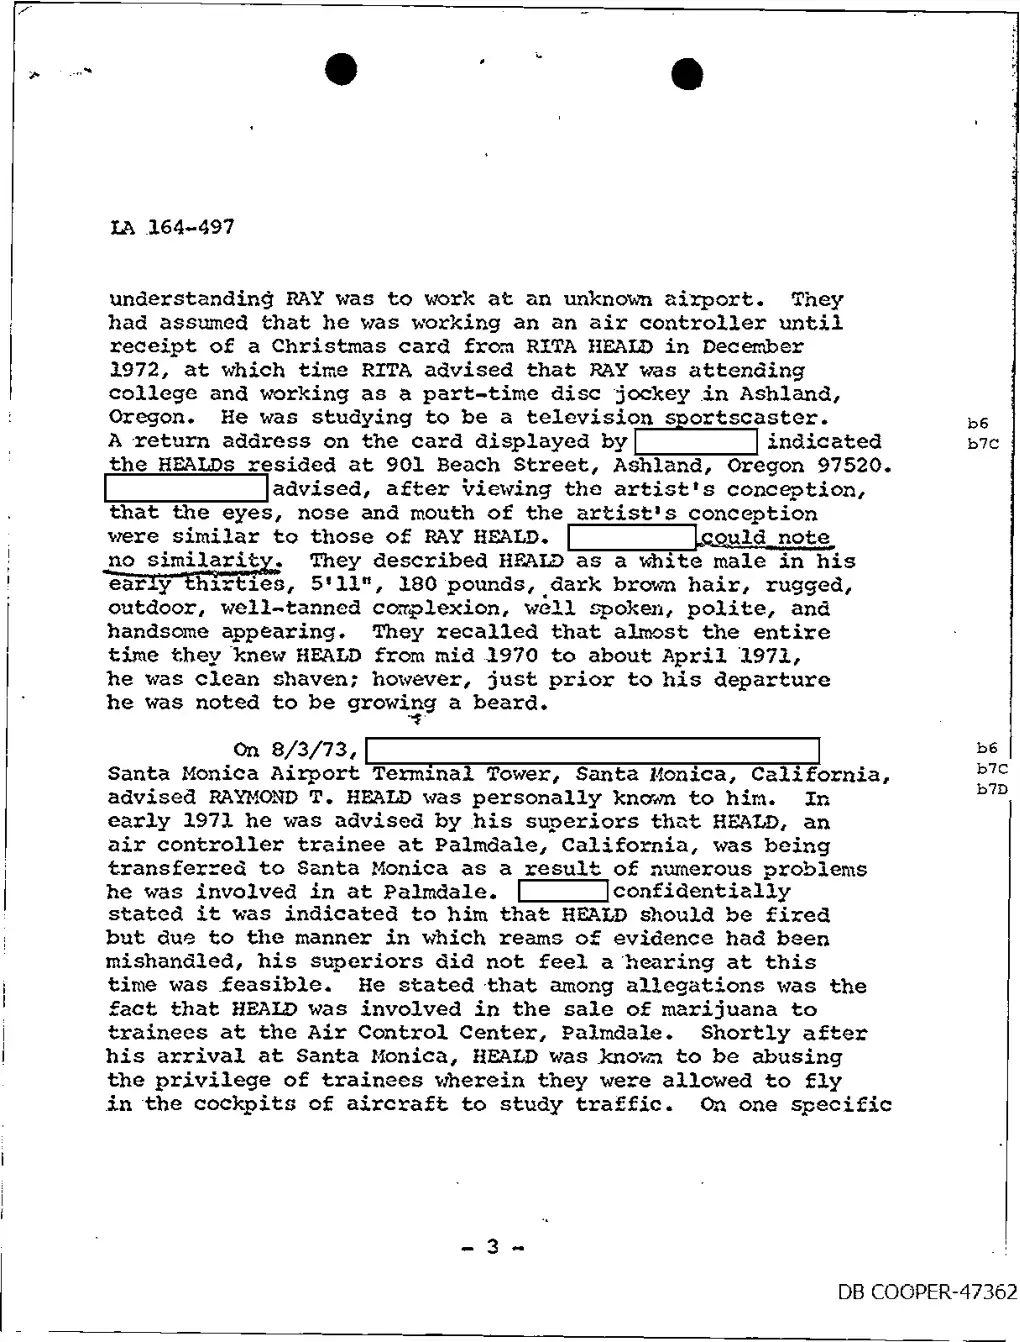 LA 164-497
understanding RAY was to work at an unknown airport. They
had assumed that he was working an an air controller until
receipt of a Christmas card from RITA HEALD in December
1972, at which time RITA advised that RAY was attending
college and working as a part-time disc jockey in Ashland,
Oregon. He was studying to be a television sportscaster.
A return address on the card displayed by indicated
the HEALDs resided at 901 Beach Street, Ashland, Oregon 97520.
advised, after viewing the artist's conception,
that the eyes, nose and mouth of the artist's conception
were similar to those of RAY HEALD. could note
no similarity. They described HEALD as a white male in his
early thirties, 5'11", 180 pounds, dark brown hair, rugged,
outdoor, well-tanned complexion, well spoken, polite, and
handsome appearing. They recalled that almost the entire
time they knew HEALD from mid 1970 to about April 1971,
he was clean shaven; however, just prior to his departure
he was noted to be growing a beard.
b6
b7C
On 8/3/73,
Santa Monica Airport Terminal Tower, Santa Monica, California,
advised RAYMOND T. HEALD was personally known to him. In
early 1971 he was advised by his superiors that HEALD, an
air controller trainee at Palmdale, California, was being
transferred to Santa Monica as a result of numerous problems
he was involved in at Palmdale. confidentially
stated it was indicated to him that HEALD should be fired
but due to the manner in which reams of evidence had been
mishandled, his superiors did not feel a hearing at this
time was feasible. He stated that among allegations was the
fact that HEALD was involved in the sale of marijuana to
trainees at the Air Control Center, Palmdale. Shortly after
his arrival at Santa Monica, HEALD was known to be abusing
the privilege of trainees wherein they were allowed to fly
in the cockpits of aircraft to study traffic. On one specific
b6
b7C
b7D
- 3 -
DB COOPER-47362